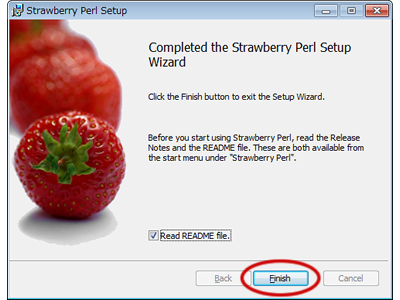 Strawberry Perl Setup
Completed the Strawberry Perl Setup
Wizard
Click the Finish button to exit the Setup Wizard.
Before you start using Strawberry Perl, read the Release
Notes and the README file. These are both available from
the start menu under "Strawberry Perl".
Read README file.
Back Finish Cancel